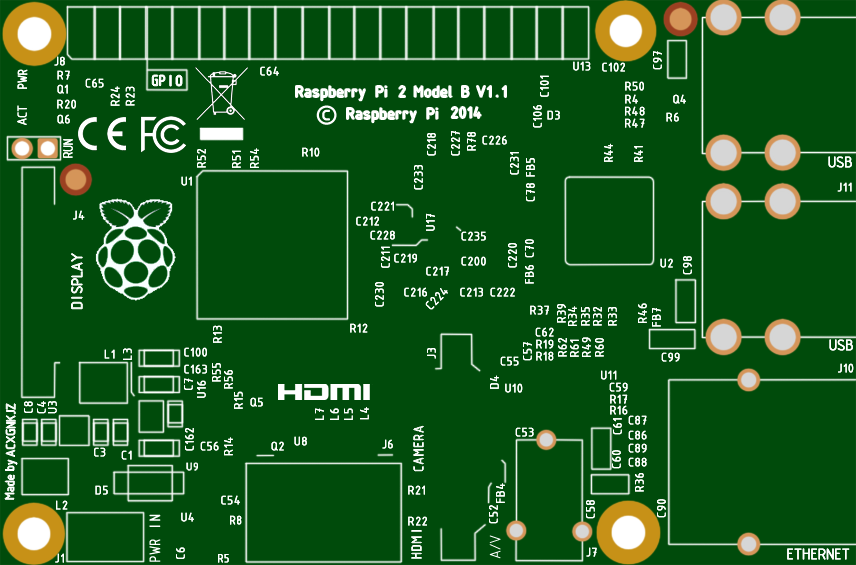 J8
U13
C102
C97
PWR
R7
C65
GPIO
C64
C101
Q1
R24
R23
Raspberry Pi 2 Model B V1.1
R50
R20
© Raspberry Pi 2014
C106
D3
R4
Q4
ACT
Q6
R48
R6
R47
CE FC
RUN
R52
R51
R54
R10
C218
C227
R78
C226
R44
R41
USB
U1
C233
C231
FB5
J11
C78
J4
C221
C212
U17
C228
C235
C211
C219
C220
C70
DISPLAY
C217
C200
FB6
U2
C98
C230
C216
C224
C213
C222
R13
R12
R37
R39
R34
R35
R32
R33
R46
FB7
C62
USB
L1
L3
C100
J3
C57
R19
R62
R61
R49
R60
C99
R18
C163
C55
J10
C7
U16
R55
R56
D4
U10
U11
HDMI
C59
Made by ACXGNKJZ
C8
C4
U3
R15
Q5
L7
L6
L5
L4
R17
R16
C162
C53
C61
C87
C3
C1
C56
R14
Q2
U8
J6
CAMERA
C86
C89
U9
C60
C88
D5
R21
C52
FB4
R36
L2
C54
C58
C90
U4
R8
R22
J1
PWR IN
C6
R5
HDMI
A/V
J7
ETHERNET